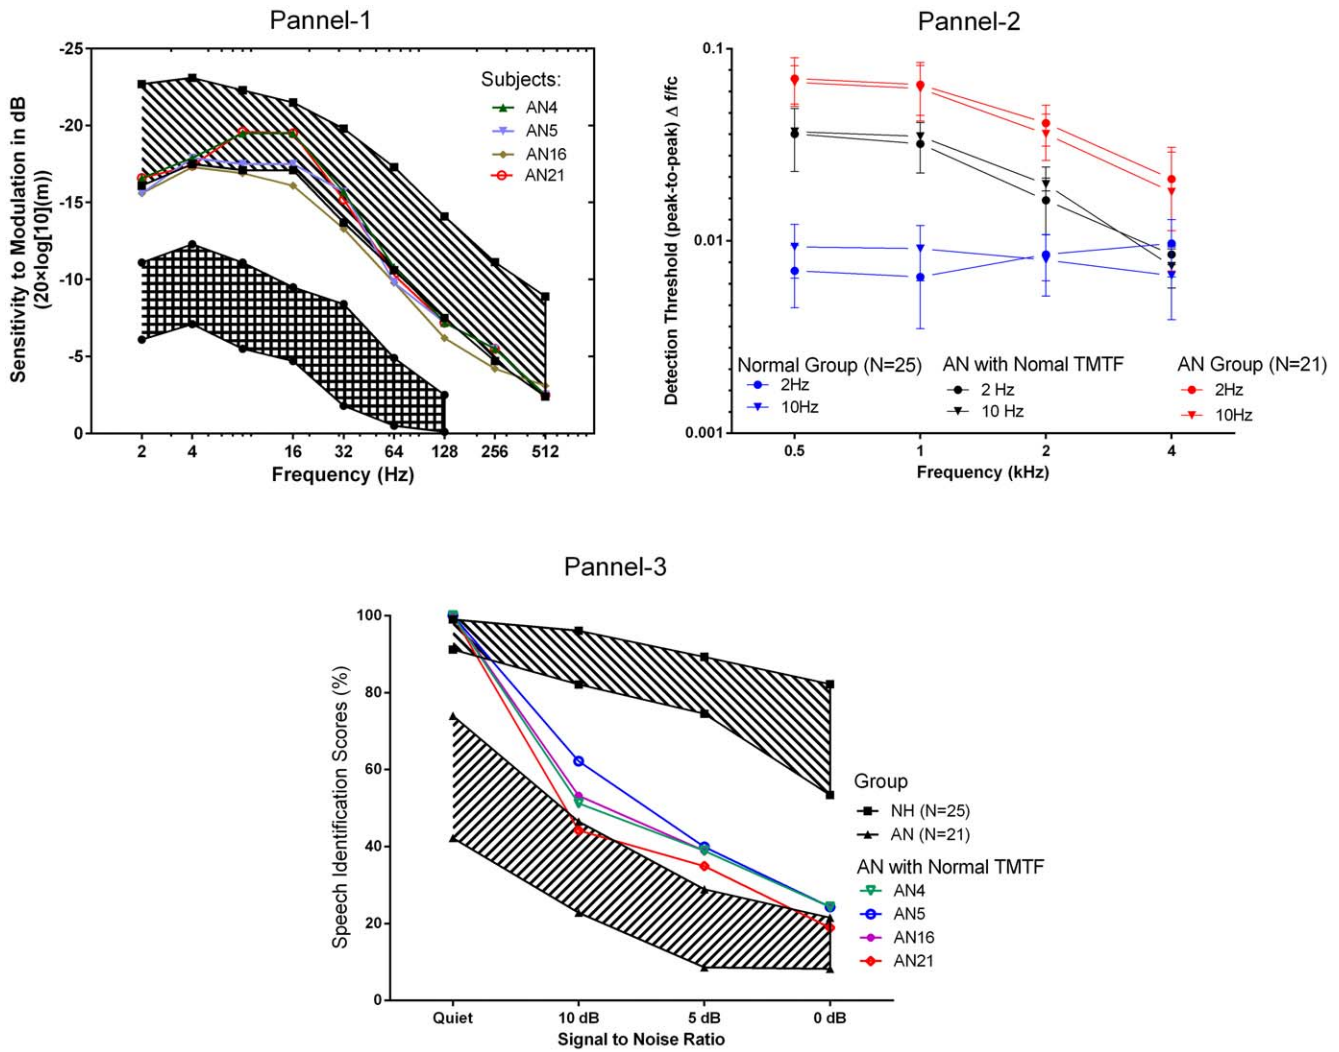 Pannel-1
-25
-20
-15
-10
-5
0
Sensitivity to Modulation in dB
(20×log[10](m))
Subjects:
AN4
AN5
AN16
AN21
2
4
16
32
64
128
256
512
Frequency (Hz)
Pannel-2
0.1
0.01
0.001
Detection Threshold (peak-to-peak) Δ f/fc
Normal Group (N=25)
2Hz
10Hz
AN with Nomal TMTF
2 Hz
10 Hz
AN Group (N=21)
2Hz
10Hz
0.5
1
2
4
Frequency (kHz)
Pannel-3
100
80
60
40
20
0
Speech Identification Scores (%)
Group
NH (N=25)
AN (N=21)
AN with Normal TMTF
AN4
AN5
AN16
AN21
Quiet
10 dB
5 dB
0 dB
Signal to Noise Ratio